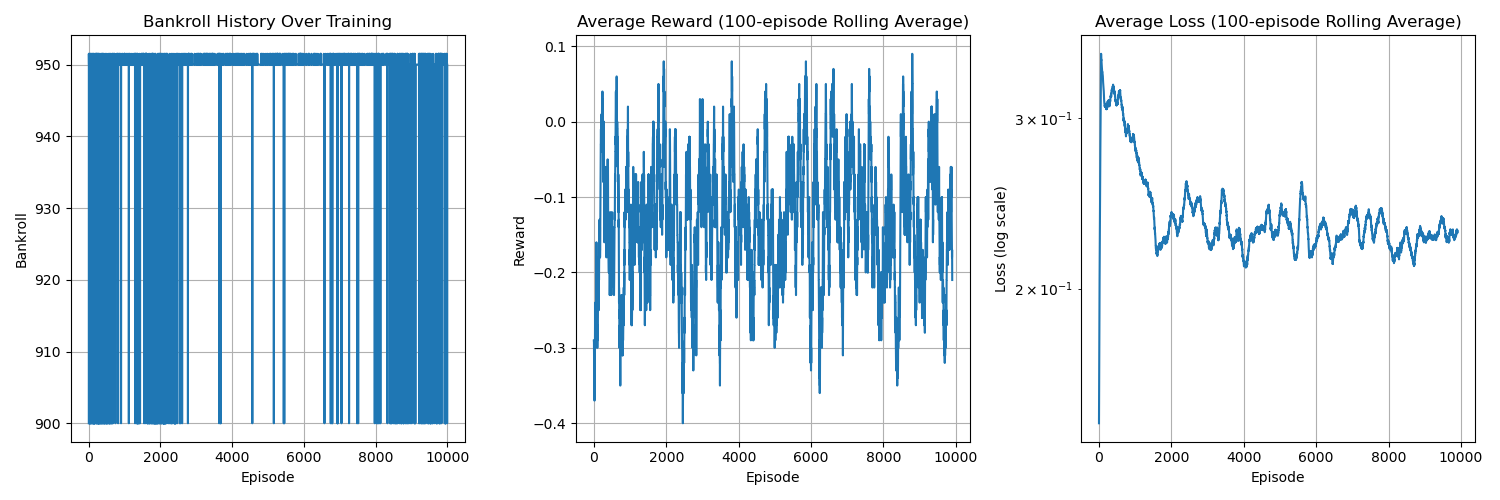 Bankroll History Over Training
950
940
930
920
910
900
Bankroll
0
2000
4000
6000
8000
10000
Episode
Average Reward (100-episode Rolling Average)
0.1
0.0
−0.1
−0.2
−0.3
−0.4
Reward
0
2000
4000
6000
8000
10000
Episode
Average Loss (100-episode Rolling Average)
3 × 10⁻¹
2 × 10⁻¹
Loss (log scale)
0
2000
4000
6000
8000
10000
Episode